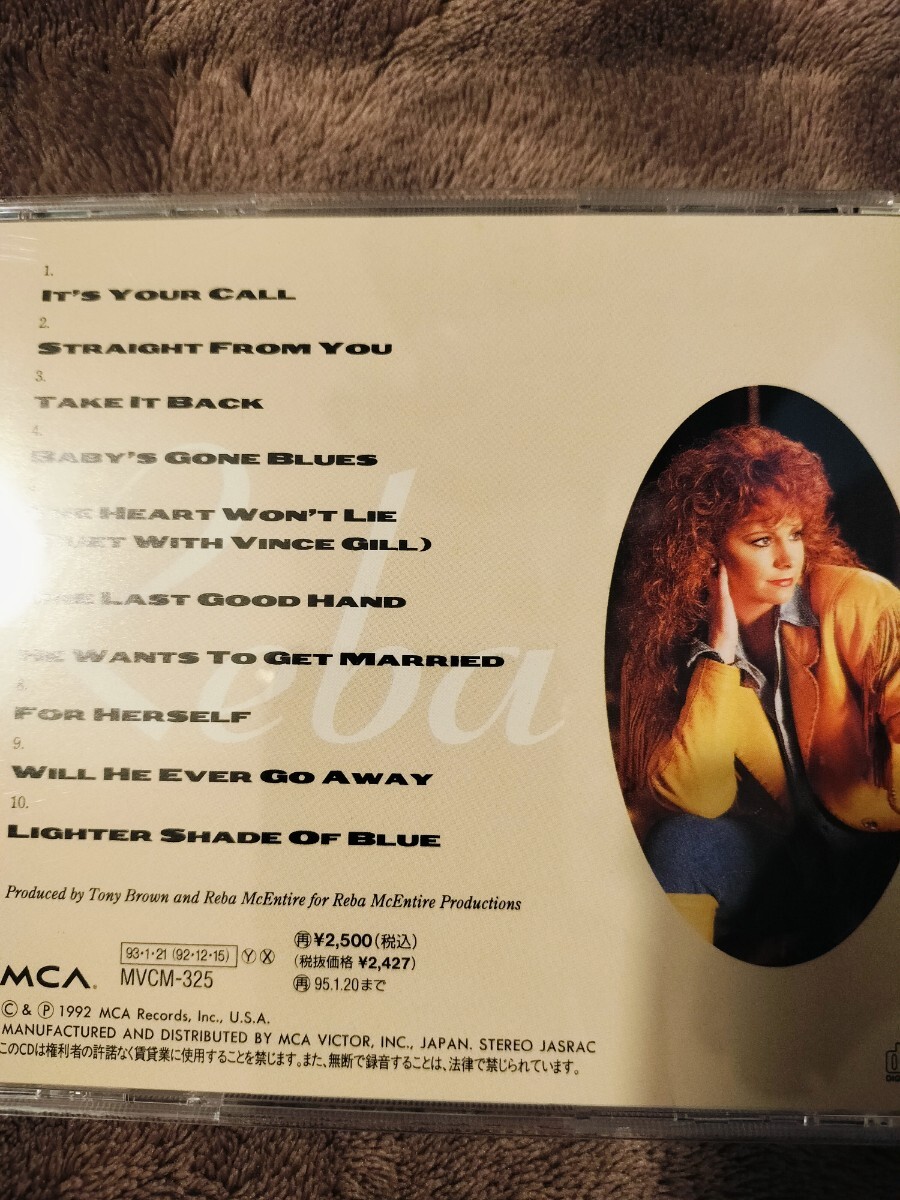 1.
IT'S YOUR CALL
2.
STRAIGHT FROM YOU
3.
TAKE IT BACK
4.
BABY'S GONE BLUES
HEART WON'T LIE
(DUET WITH VINCE GILL)
LAST GOOD HAND
HE WANTS TO GET MARRIED
8.
FOR HERSELF
9.
WILL HE EVER GO AWAY
10.
LIGHTER SHADE OF BLUE
Reba
Produced by Tony Brown and Reba McEntire for Reba McEntire Productions
MCA
93·1·21 (92·12·15) Ⓨ Ⓧ
MVCM-325
㊢¥2,500(税込)
(税抜価格 ¥2,427)
95.1.20まで
Ⓒ & Ⓟ 1992 MCA Records, Inc., U.S.A.
MANUFACTURED AND DISTRIBUTED BY MCA VICTOR, INC., JAPAN. STEREO JASRAC
このCDは権利者の許諾なく賃貸業に使用することを禁じます。また、無断で録音することは、法律で禁じられています。